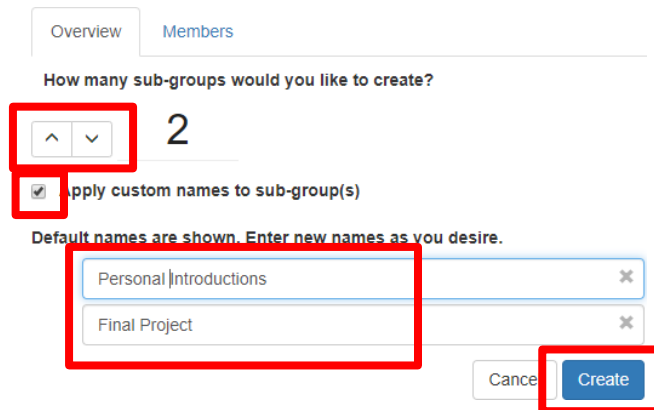 Overview Members
How many sub-groups would you like to create?
2
Apply custom names to sub-group(s)
Default names are shown. Enter new names as you desire.
Personal Introductions
Final Project
Cancel Create